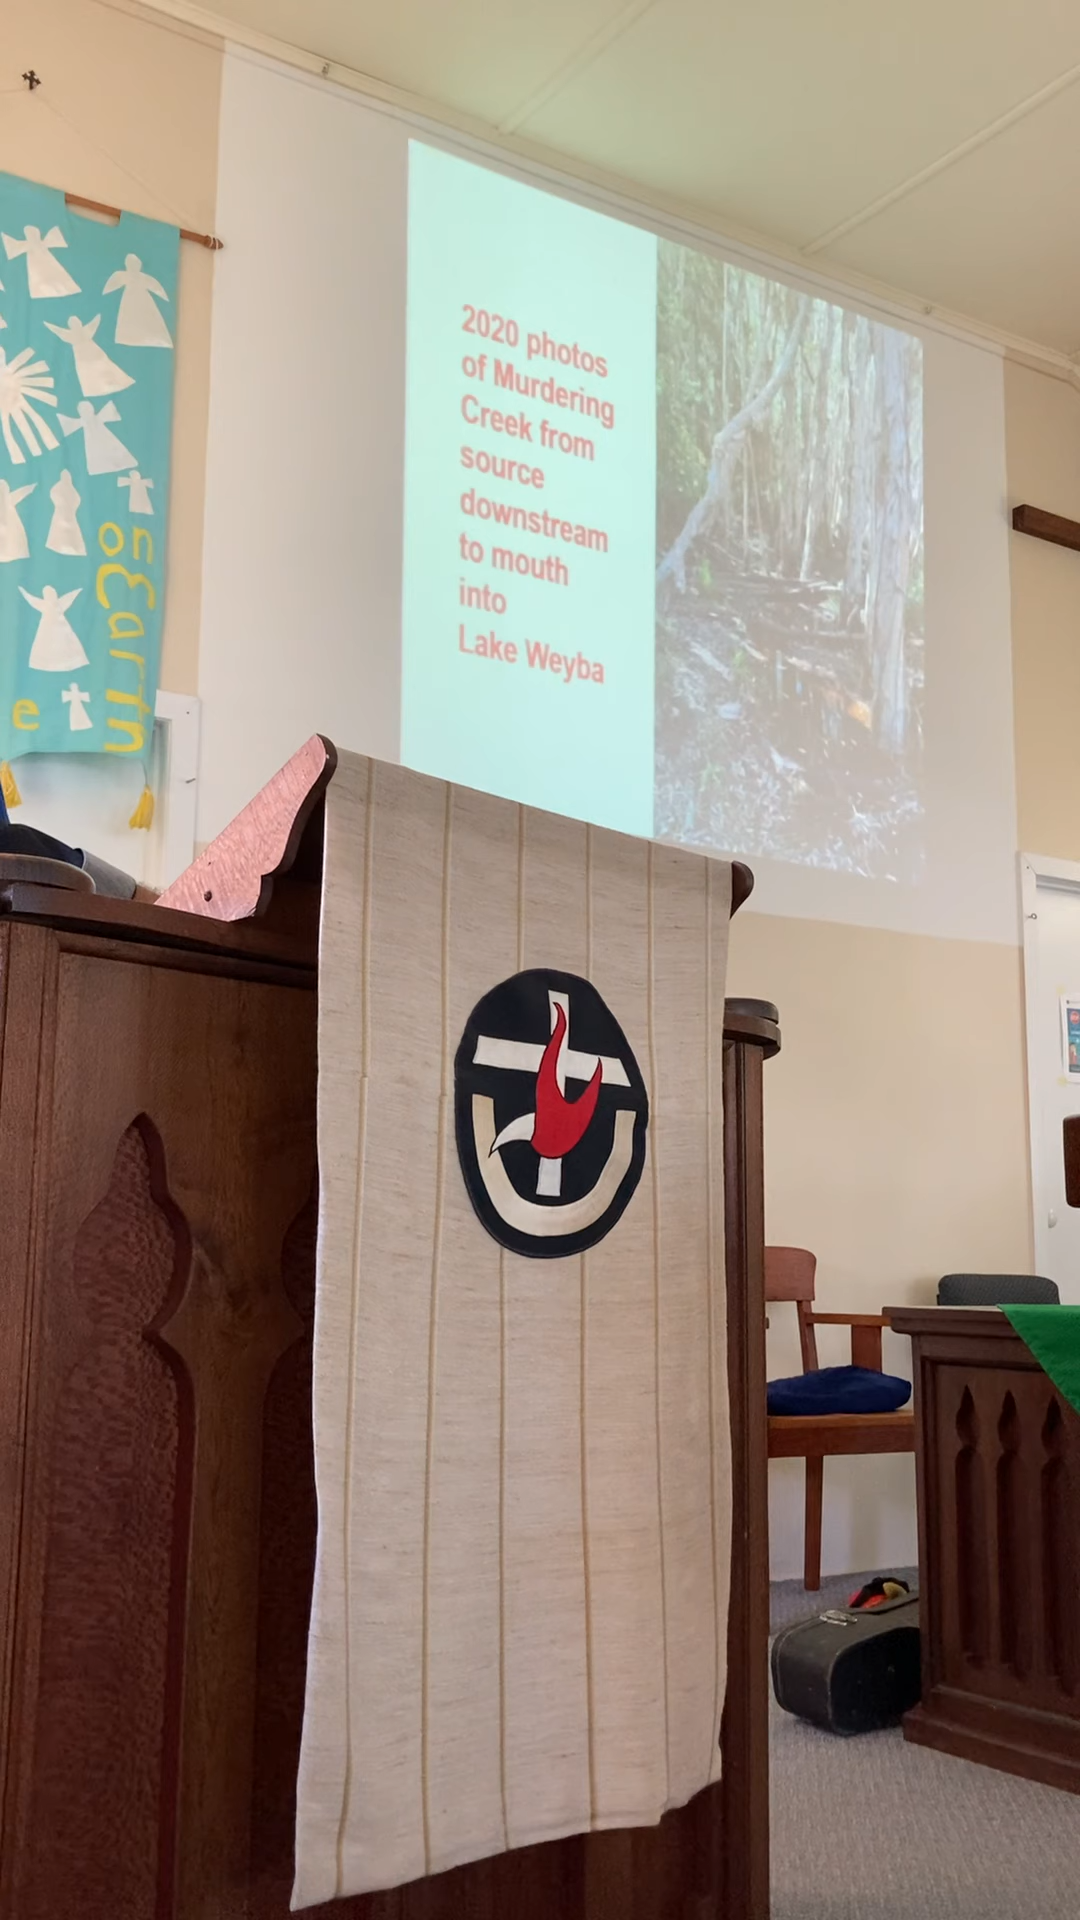 2020 photos
of Murdering
Creek from
source
downstream
to mouth
into
Lake Weyba
on Earth
e